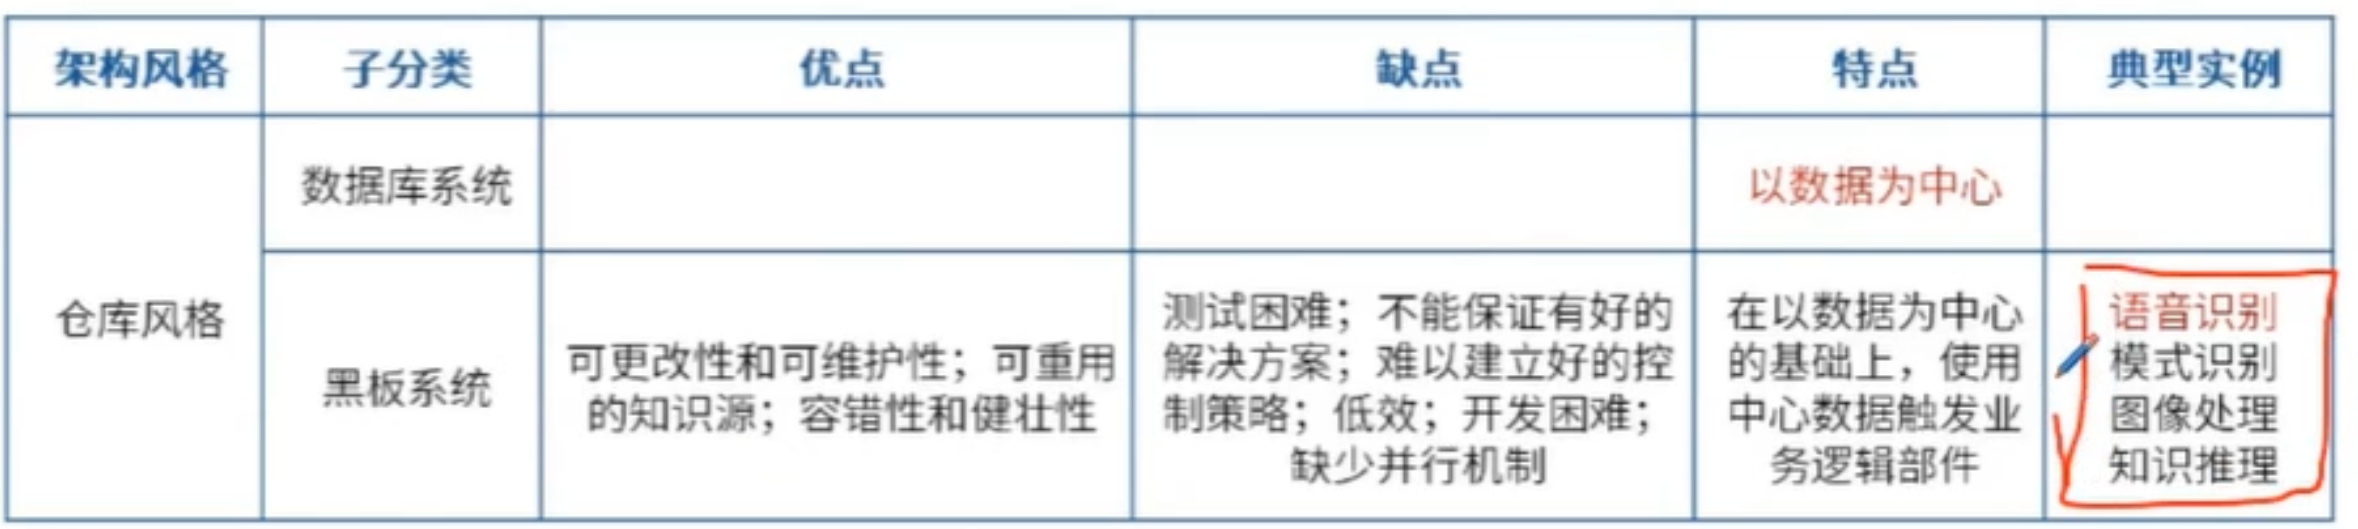 架构风格 子分类 优点 缺点 特点 典型实例
数据库系统 以数据为中心
仓库风格
黑板系统
可更改性和可维护性；可重用
的知识源；容错性和健壮性
测试困难；不能保证有好的
解决方案；难以建立好的控
制策略；低效；开发困难；
缺少并行机制
在以数据为中心
的基础上，使用
中心数据触发业
务逻辑部件
语音识别
模式识别
图像处理
知识推理